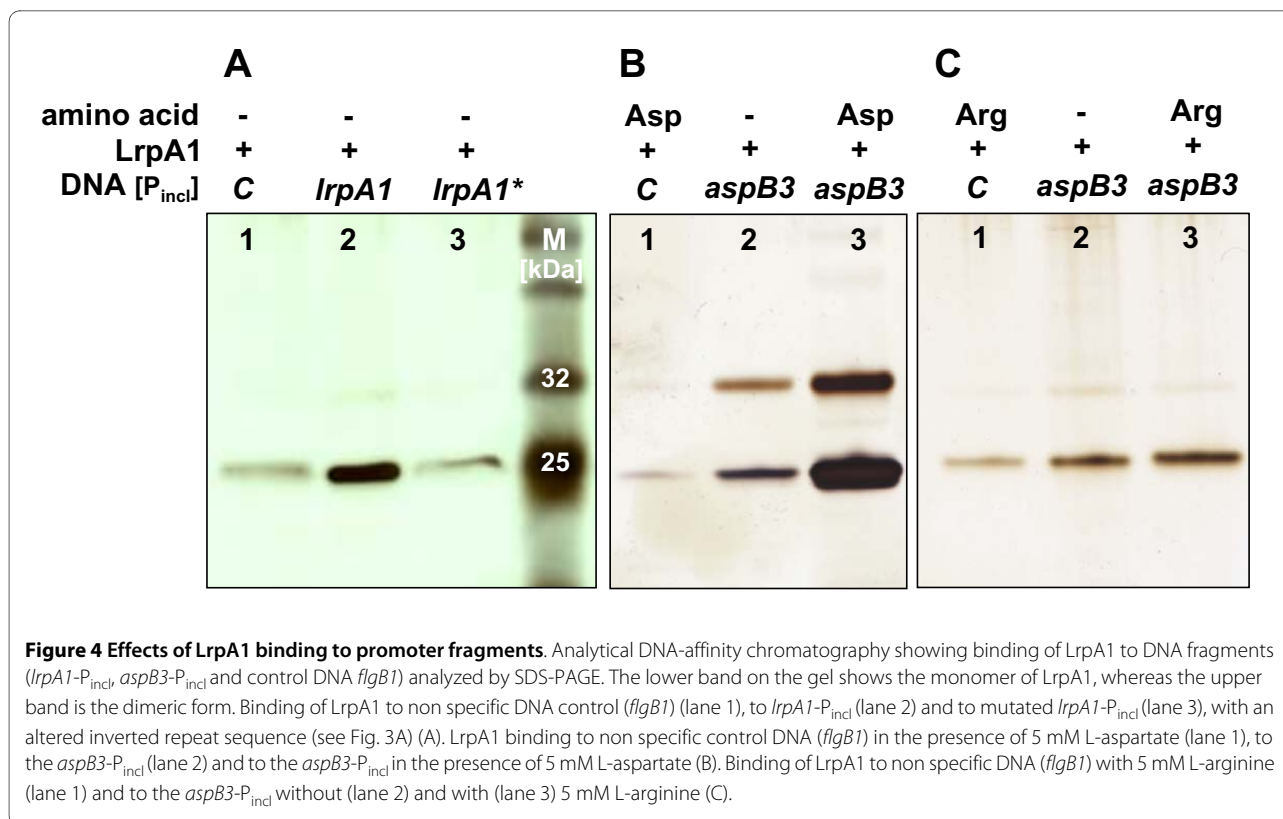 A B C
amino acid - - - Asp - Asp Arg - Arg
LrpA1 + + + + + + + + +
DNA [P_incl] C lrpA1 lrpA1* C aspB3 aspB3 C aspB3 aspB3
1 2 3 M 1 2 3 1 2 3
[kDa]
32
25
Figure 4 Effects of LrpA1 binding to promoter fragments. Analytical DNA-affinity chromatography showing binding of LrpA1 to DNA fragments
(lrpA1-P_incl, aspB3-P_incl and control DNA flgB1) analyzed by SDS-PAGE. The lower band on the gel shows the monomer of LrpA1, whereas the upper
band is the dimeric form. Binding of LrpA1 to non specific DNA control (flgB1) (lane 1), to lrpA1-P_incl (lane 2) and to mutated lrpA1-P_incl (lane 3), with an
altered inverted repeat sequence (see Fig. 3A) (A). LrpA1 binding to non specific control DNA (flgB1) in the presence of 5 mM L-aspartate (lane 1), to
the aspB3-P_incl (lane 2) and to the aspB3-P_incl in the presence of 5 mM L-aspartate (B). Binding of LrpA1 to non specific DNA (flgB1) with 5 mM L-arginine
(lane 1) and to the aspB3-P_incl without (lane 2) and with (lane 3) 5 mM L-arginine (C).